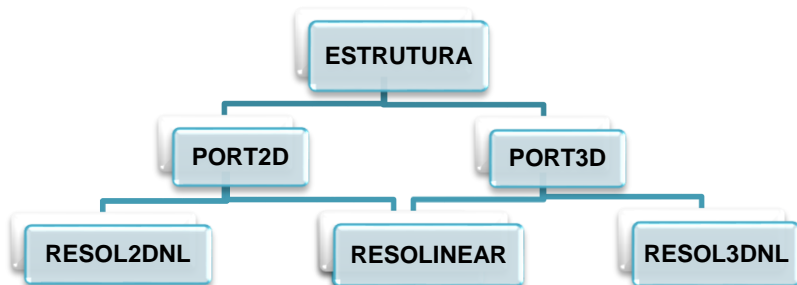 ESTRUTURA
PORT2D
PORT3D
RESOL2DNL
RESOLINEAR
RESOL3DNL